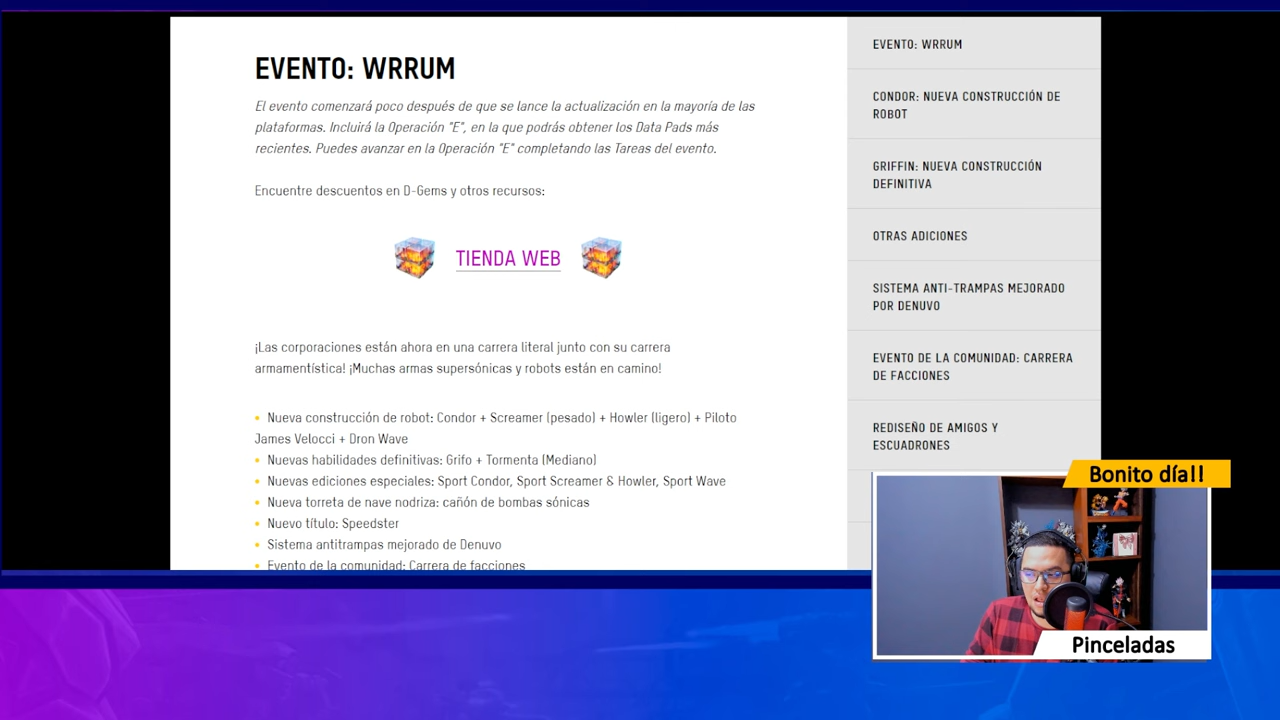 EVENTO: WRRUM
El evento comenzará poco después de que se lance la actualización en la mayoría de las
plataformas. Incluirá la Operación "E", en la que podrás obtener los Data Pads más
recientes. Puedes avanzar en la Operación "E" completando las Tareas del evento.
Encuentre descuentos en D-Gems y otros recursos:
TIENDA WEB
¡Las corporaciones están ahora en una carrera literal junto con su carrera
armamentística! ¡Muchas armas supersónicas y robots están en camino!
• Nueva construcción de robot: Condor + Screamer (pesado) + Howler (ligero) + Piloto
James Velocci + Dron Wave
• Nuevas habilidades definitivas: Grifo + Tormenta (Mediano)
• Nuevas ediciones especiales: Sport Condor, Sport Screamer & Howler, Sport Wave
• Nueva torreta de nave nodriza: cañón de bombas sónicas
• Nuevo título: Speedster
• Sistema antitrampas mejorado de Denuvo
• Evento de la comunidad: Carrera de facciones
EVENTO: WRRUM
CONDOR: NUEVA CONSTRUCCIÓN DE
ROBOT
GRIFFIN: NUEVA CONSTRUCCIÓN
DEFINITIVA
OTRAS ADICIONES
SISTEMA ANTI-TRAMPAS MEJORADO
POR DENUVO
EVENTO DE LA COMUNIDAD: CARRERA
DE FACCIONES
REDISEÑO DE AMIGOS Y
ESCUADRONES
Bonito día!!
Pinceladas